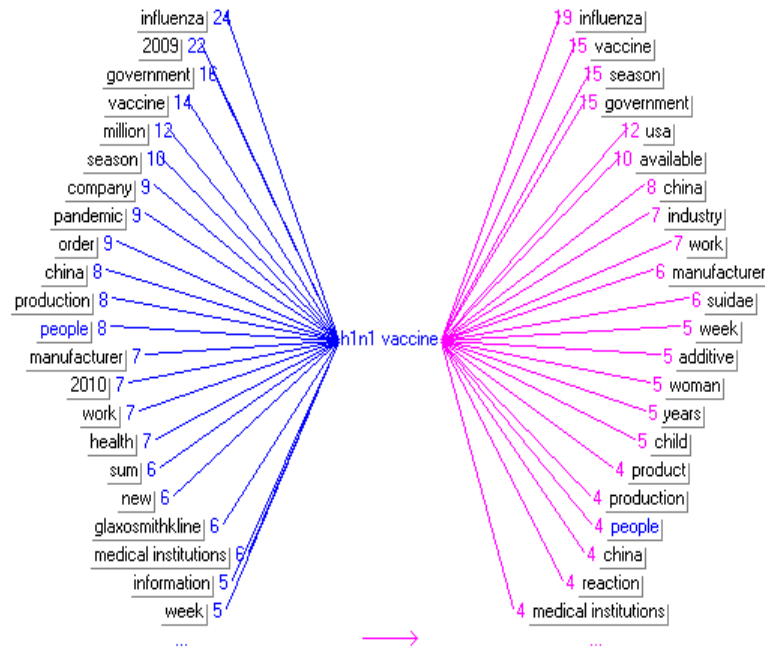 influenza 24
2009 22
government 16
vaccine 14
million 12
season 10
company 9
pandemic 9
order 9
china 8
production 8
people 8
manufacturer 7
2010 7
work 7
health 7
sum 6
new 6
glaxosmithkline 6
medical institutions 6
information 5
week 5
...
h1n1 vaccine
19 influenza
15 vaccine
15 season
15 government
12 usa
10 available
8 china
7 industry
7 work
6 manufacturer
6 suidae
5 week
5 additive
5 woman
5 years
5 child
4 product
4 production
4 people
4 china
4 reaction
4 medical institutions
...